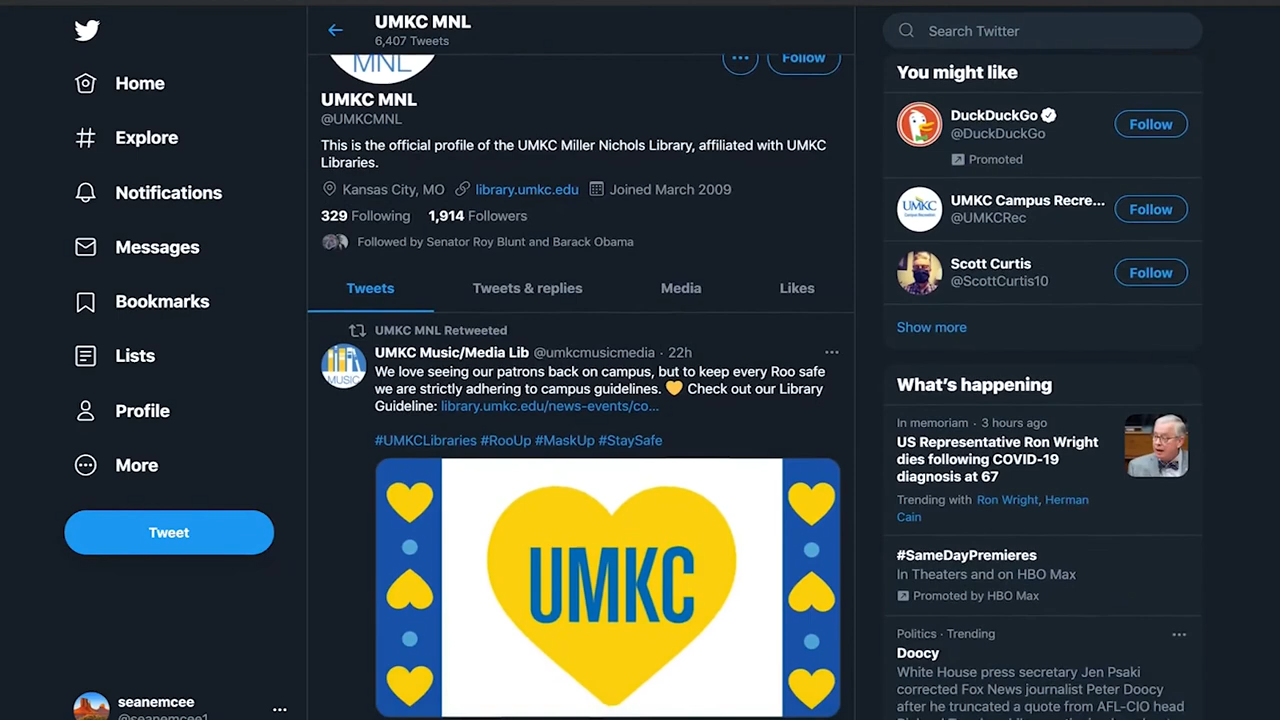 Home
Explore
Notifications
Messages
Bookmarks
Lists
Profile
More
Tweet
seanemcee
@seanemcee1
UMKC MNL
6,407 Tweets
MNL
Follow
UMKC MNL
@UMKCMNL
This is the official profile of the UMKC Miller Nichols Library, affiliated with UMKC
Libraries.
Kansas City, MO library.umkc.edu Joined March 2009
329 Following 1,914 Followers
Followed by Senator Roy Blunt and Barack Obama
Tweets Tweets & replies Media Likes
UMKC MNL Retweeted
MUSIC
UMKC Music/Media Lib @umkcmusicmedia · 22h
We love seeing our patrons back on campus, but to keep every Roo safe
we are strictly adhering to campus guidelines. 💛 Check out our Library
Guideline: library.umkc.edu/news-events/co...
#UMKCLibraries #RooUp #MaskUp #StaySafe
UMKC
Search Twitter
You might like
DuckDuckGo
@DuckDuckGo
Follow
Promoted
UMKC
UMKC Campus Recre...
@UMKCRec
Follow
Scott Curtis
@ScottCurtis10
Follow
Show more
What's happening
In memoriam · 3 hours ago
US Representative Ron Wright
dies following COVID-19
diagnosis at 67
Trending with Ron Wright, Herman
Cain
#SameDayPremieres
In Theaters and on HBO Max
Promoted by HBO Max
Politics · Trending
Doocy
White House press secretary Jen Psaki
corrected Fox News journalist Peter Doocy
after he truncated a quote from AFL-CIO head